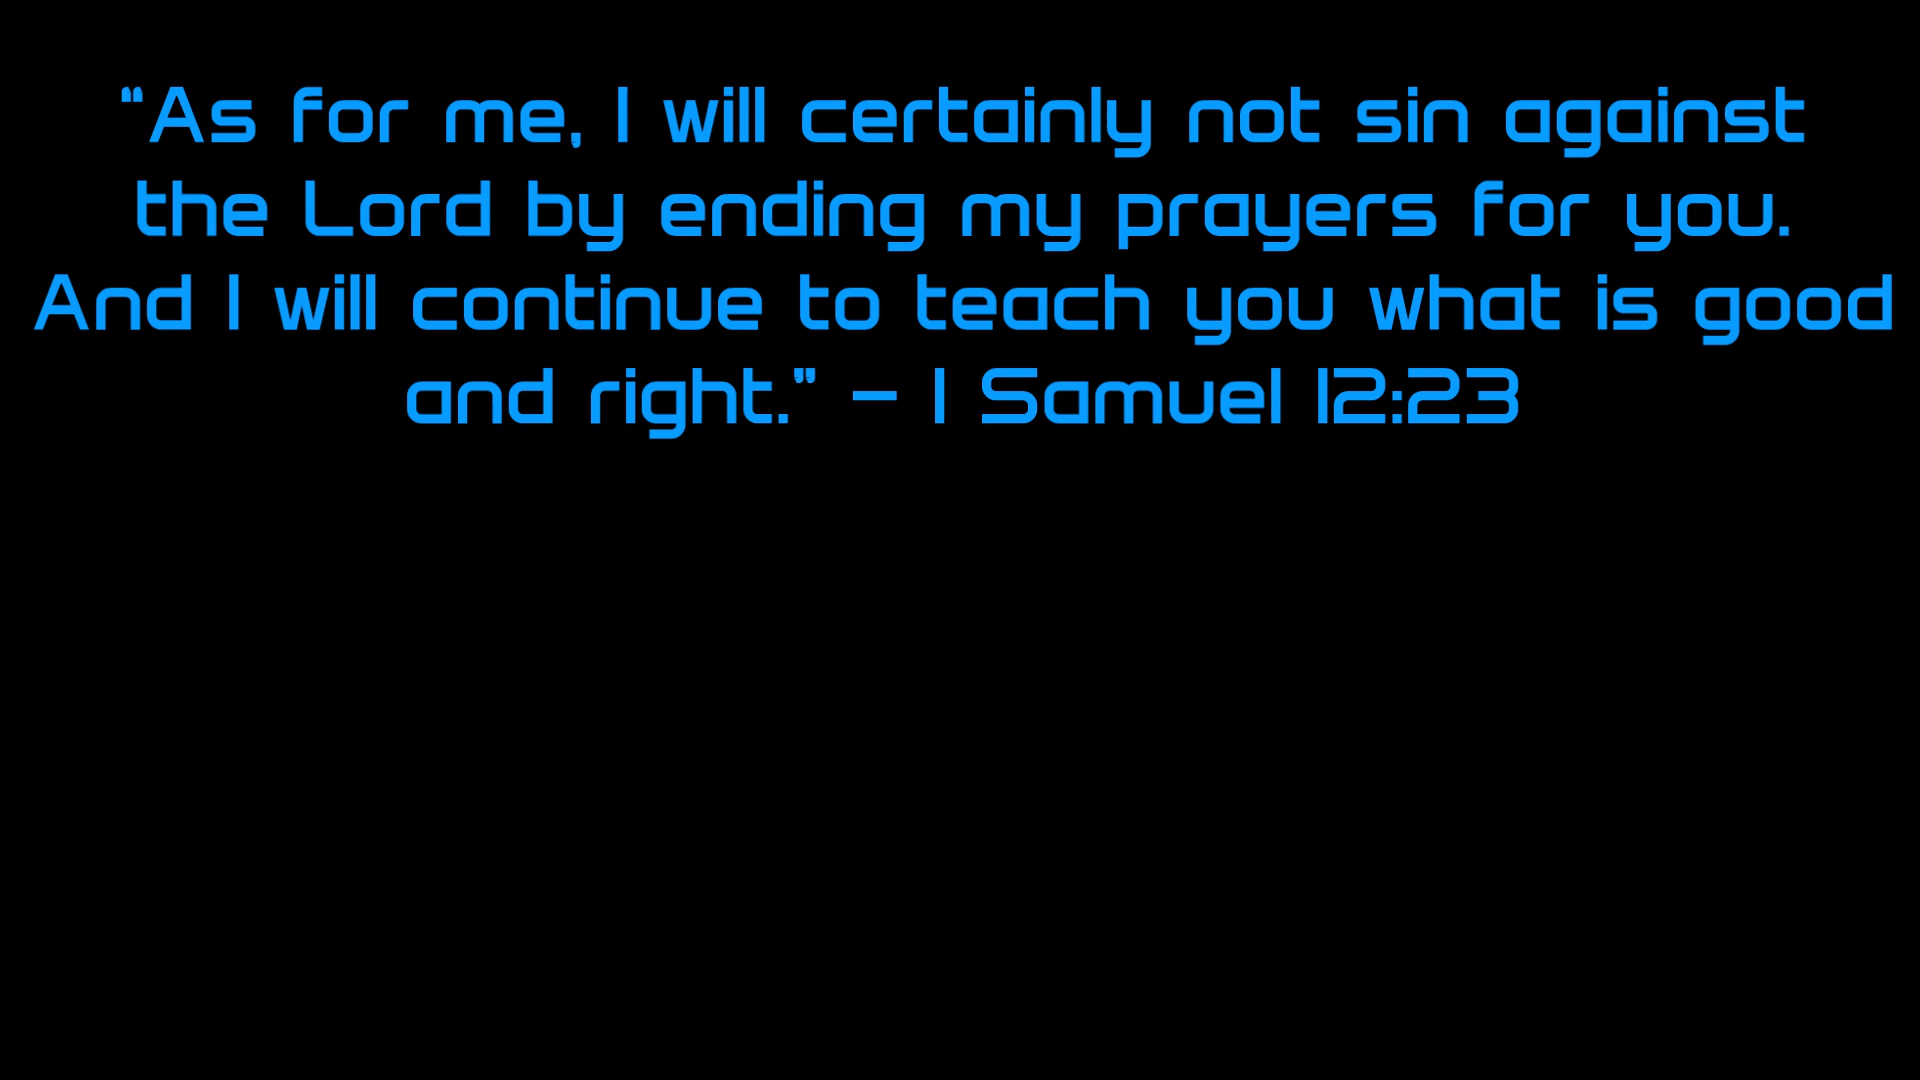 “As for me, I will certainly not sin against
the Lord by ending my prayers for you.
And I will continue to teach you what is good
and right.” – 1 Samuel 12:23